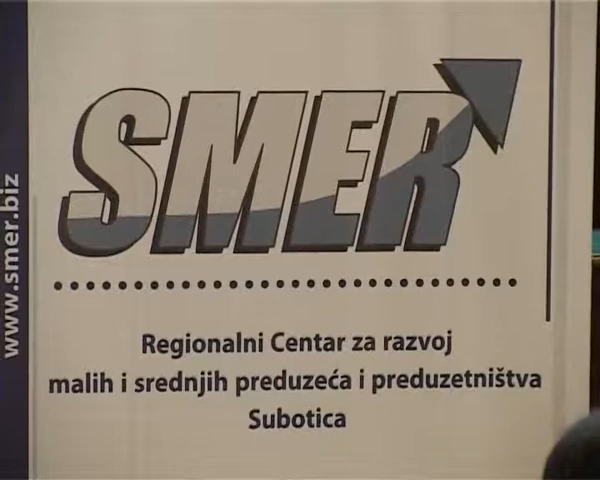 www.smer.biz
SMER
Regionalni Centar za razvoj
malih i srednjih preduzeća i preduzetništva
Subotica